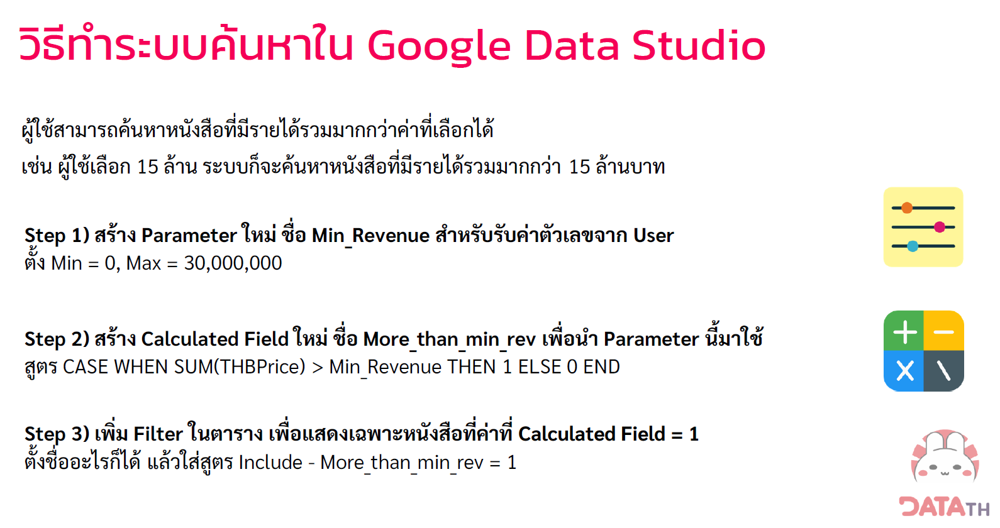 วิธีทำระบบค้นหาใน Google Data Studio
ผู้ใช้สามารถค้นหาหนังสือที่มีรายได้รวมมากกว่าค่าที่เลือกได้
เช่น ผู้ใช้เลือก 15 ล้าน ระบบก็จะค้นหาหนังสือที่มีรายได้รวมมากกว่า 15 ล้านบาท
Step 1) สร้าง Parameter ใหม่ ชื่อ Min_Revenue สำหรับรับค่าตัวเลขจาก User
ตั้ง Min = 0, Max = 30,000,000
Step 2) สร้าง Calculated Field ใหม่ ชื่อ More_than_min_rev เพื่อนำ Parameter นี้มาใช้
สูตร CASE WHEN SUM(THBPrice) > Min_Revenue THEN 1 ELSE 0 END
Step 3) เพิ่ม Filter ในตาราง เพื่อแสดงเฉพาะหนังสือที่ค่าที่ Calculated Field = 1
ตั้งชื่ออะไรก็ได้ แล้วใส่สูตร Include - More_than_min_rev = 1
DATA TH